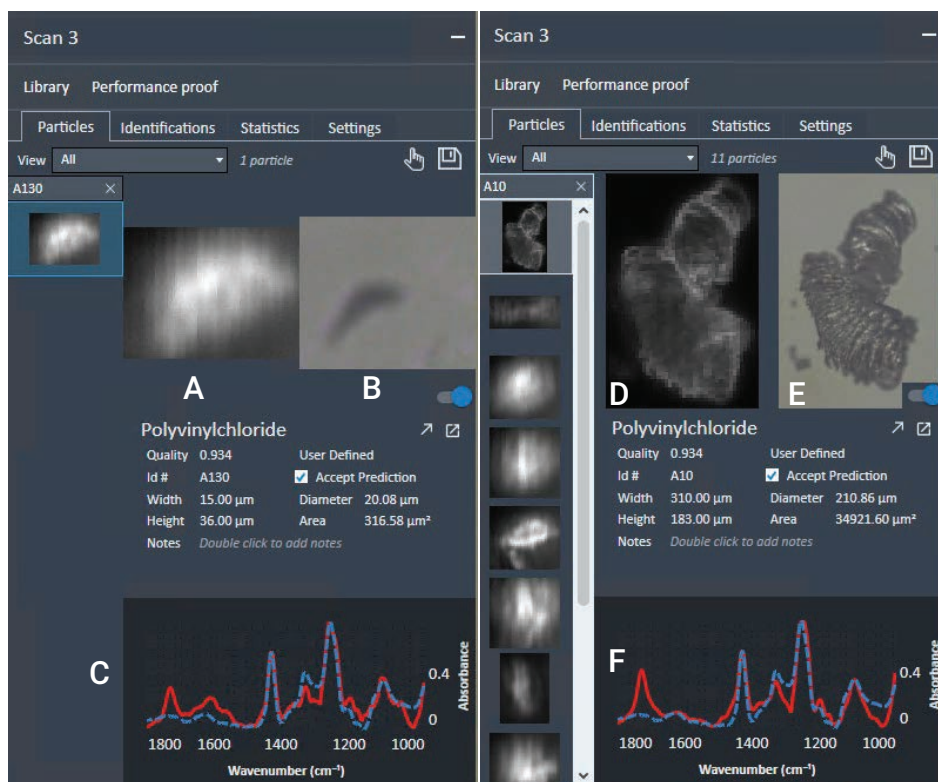 Scan 3
Library Performance proof
Particles Identifications Statistics Settings
View All 1 particle
A130
A B
Polyvinylchloride
Quality 0.934 User Defined
Id # A130 Accept Prediction
Width 15.00 μm Diameter 20.08 μm
Height 36.00 μm Area 316.58 μm²
Notes Double click to add notes
C
0.4
0
Absorbance
1800 1600 1400 1200 1000
Wavenumber (cm⁻¹)
Scan 3
Library Performance proof
Particles Identifications Statistics Settings
View All 11 particles
A10
D E
Polyvinylchloride
Quality 0.934 User Defined
Id # A10 Accept Prediction
Width 310.00 μm Diameter 210.86 μm
Height 183.00 μm Area 34921.60 μm²
Notes Double click to add notes
F
0.4
0
Absorbance
1800 1600 1400 1200 1000
Wavenumber (cm⁻¹)